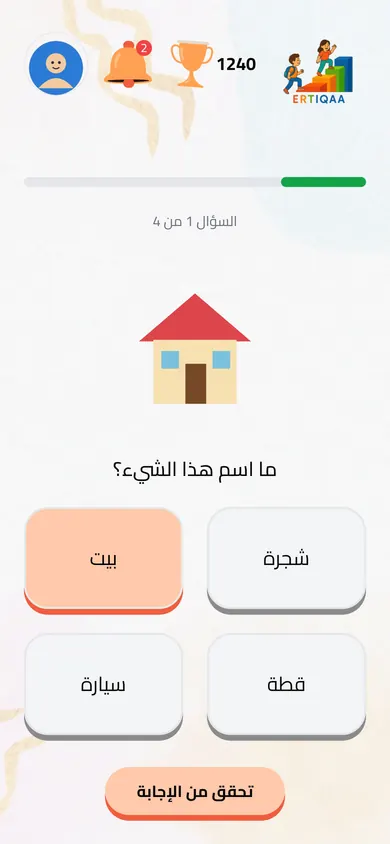 2
1240
ERTIQAA
السؤال 1 من 4
ما اسم هذا الشيء؟
شجرة
بيت
قطة
سيارة
تحقق من الإجابة